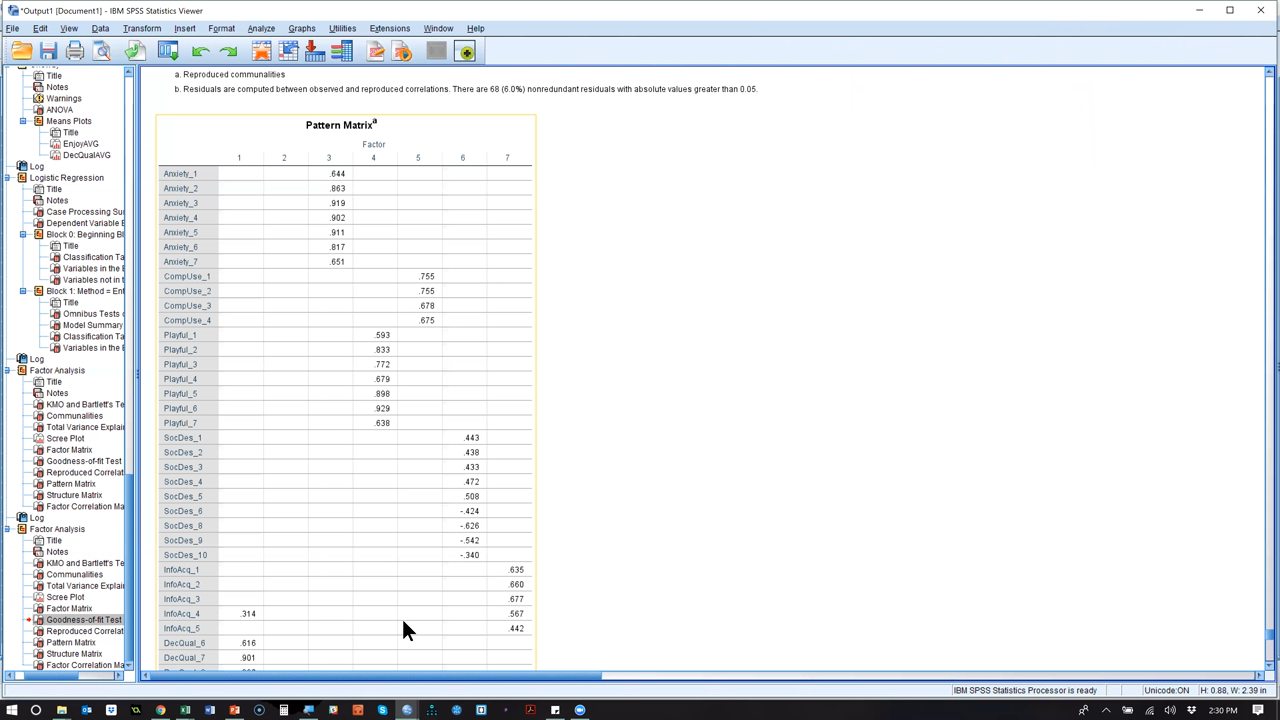 *Output1 [Document1] - IBM SPSS Statistics Viewer
File Edit View Data Transform Insert Format Analyze Graphs Utilities Extensions Window Help
Title
Notes
Warnings
ANOVA
Means Plots
Title
EnjoyAVG
DecQualAVG
Log
Logistic Regression
Title
Notes
Case Processing Su
Dependent Variable E
Block 0: Beginning Bl
Title
Classification Ta
Variables in the E
Variables not in t
Block 1: Method = Ent
Title
Omnibus Tests o
Model Summary
Classification Ta
Variables in the E
Log
Factor Analysis
Title
Notes
KMO and Bartlett's Te
Communalities
Total Variance Explai
Scree Plot
Factor Matrix
Goodness-of-fit Test
Reproduced Correlat
Pattern Matrix
Structure Matrix
Factor Correlation Ma
Log
Factor Analysis
Title
Notes
KMO and Bartlett's Te
Communalities
Total Variance Explai
Scree Plot
Factor Matrix
Goodness-of-fit Test
Reproduced Correlat
Pattern Matrix
Structure Matrix
Factor Correlation Ma
a. Reproduced communalities
b. Residuals are computed between observed and reproduced correlations. There are 68 (6.0%) nonredundant residuals with absolute values greater than 0.05.
Pattern Matrixa
Factor
1 2 3 4 5 6 7
Anxiety_1 .644
Anxiety_2 .863
Anxiety_3 .919
Anxiety_4 .902
Anxiety_5 .911
Anxiety_6 .817
Anxiety_7 .651
CompUse_1 .755
CompUse_2 .755
CompUse_3 .678
CompUse_4 .675
Playful_1 .593
Playful_2 .833
Playful_3 .772
Playful_4 .679
Playful_5 .898
Playful_6 .929
Playful_7 .638
SocDes_1 .443
SocDes_2 .438
SocDes_3 .433
SocDes_4 .472
SocDes_5 .508
SocDes_6 -.424
SocDes_8 -.626
SocDes_9 -.542
SocDes_10 -.340
InfoAcq_1 .635
InfoAcq_2 .660
InfoAcq_3 .677
InfoAcq_4 .314 .567
InfoAcq_5 .442
DecQual_6 .616
DecQual_7 .901
IBM SPSS Statistics Processor is ready Unicode:ON H: 0.88, W: 2.39 in
2:30 PM